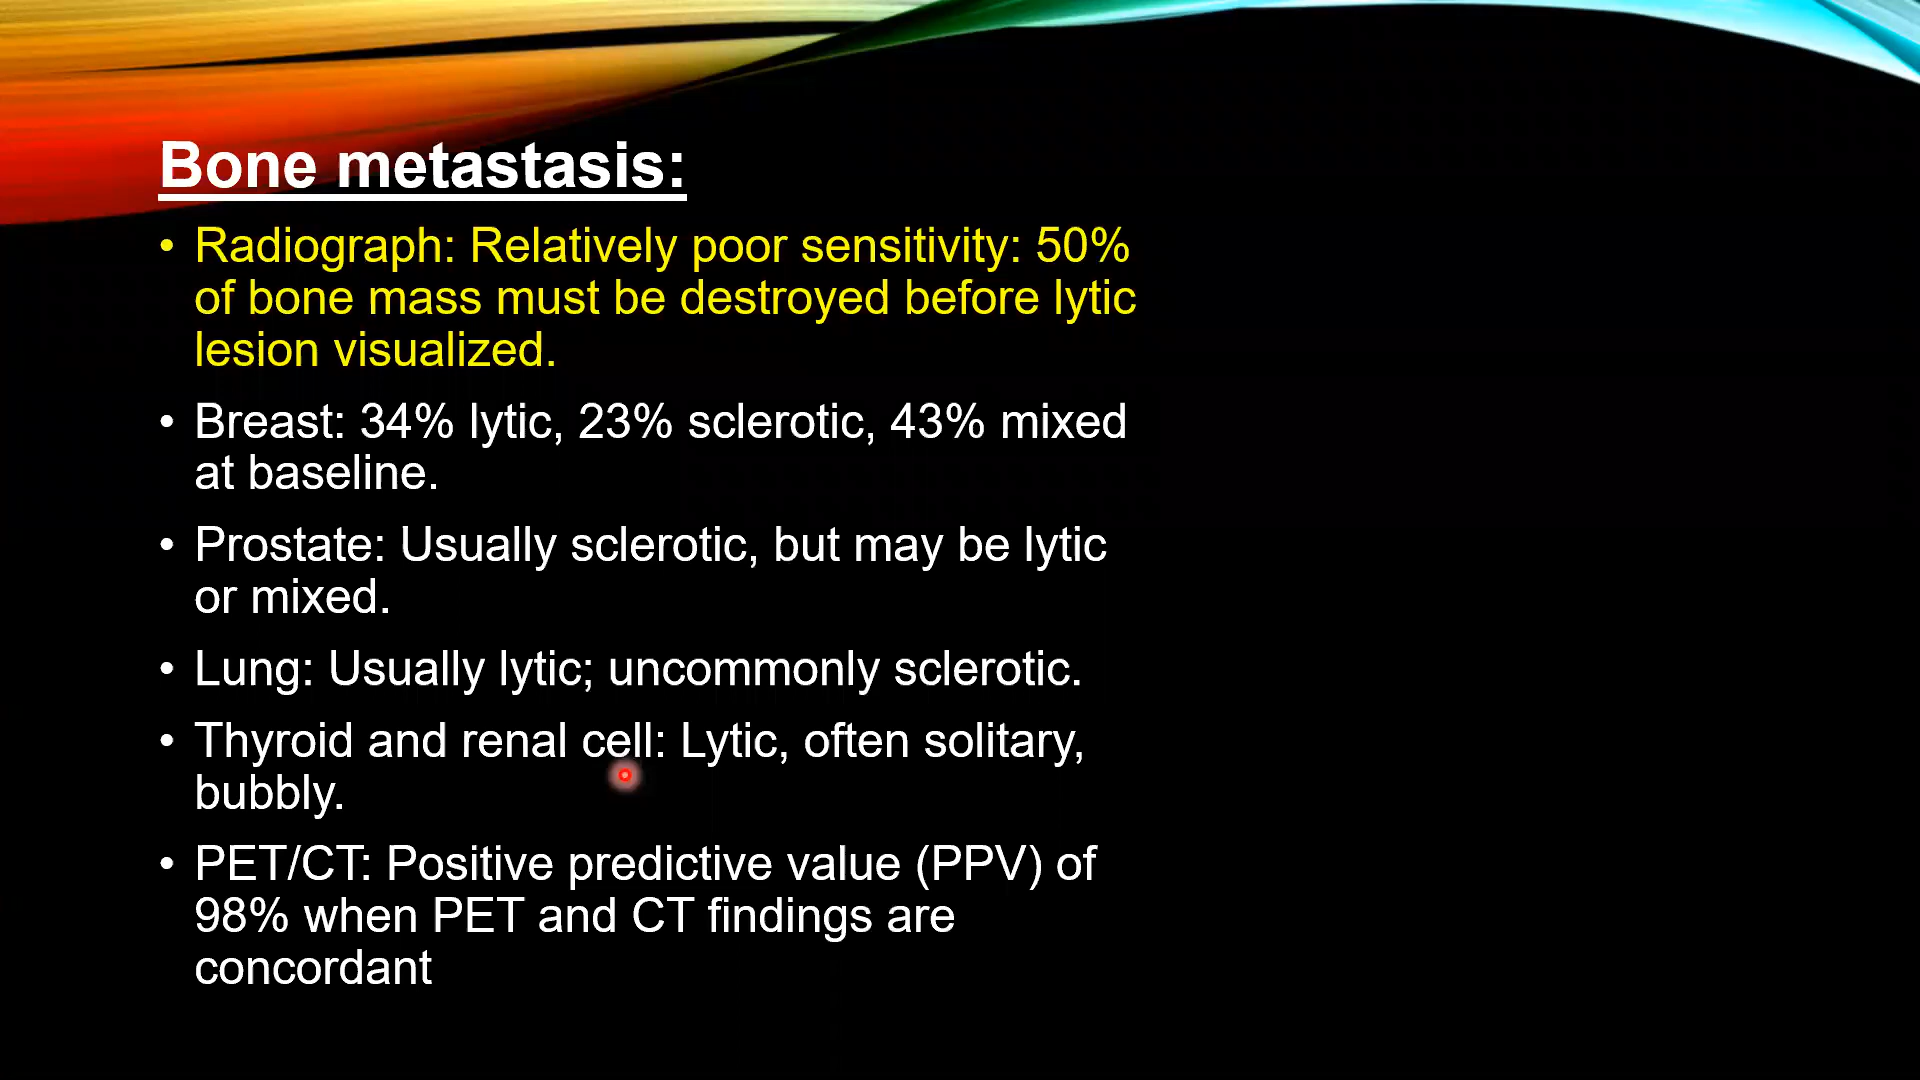 Bone metastasis:
• Radiograph: Relatively poor sensitivity: 50%
of bone mass must be destroyed before lytic
lesion visualized.
• Breast: 34% lytic, 23% sclerotic, 43% mixed
at baseline.
• Prostate: Usually sclerotic, but may be lytic
or mixed.
• Lung: Usually lytic; uncommonly sclerotic.
• Thyroid and renal cell: Lytic, often solitary,
bubbly.
• PET/CT: Positive predictive value (PPV) of
98% when PET and CT findings are
concordant